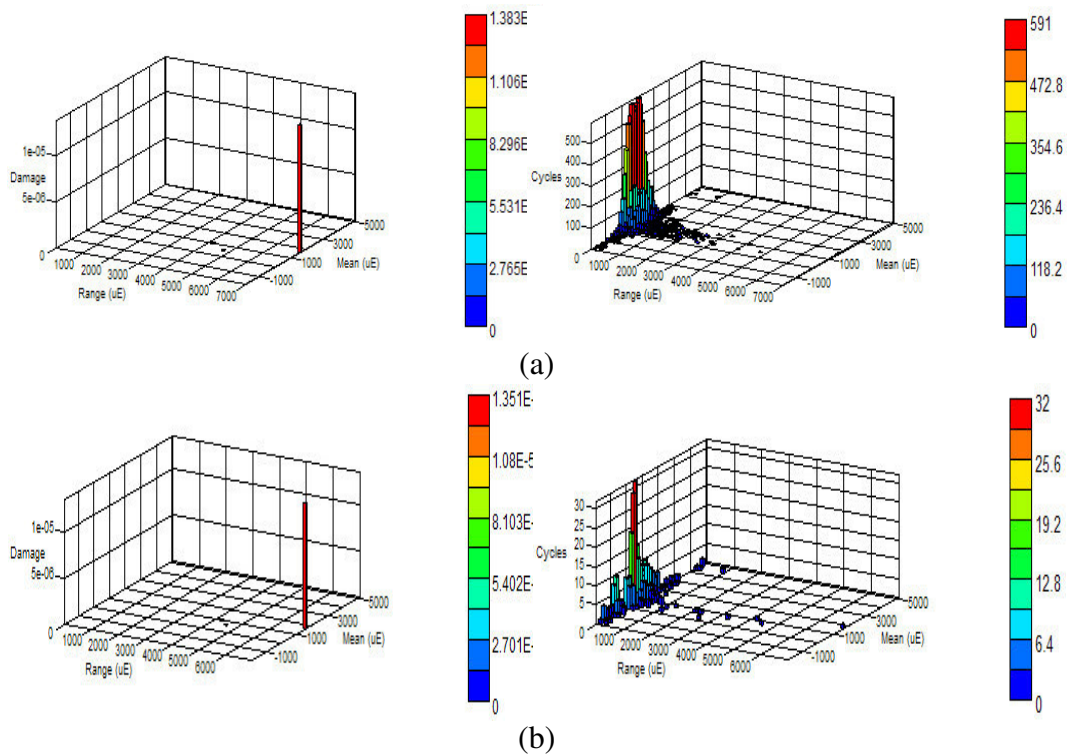 1.383E
1.106E
8.296E-
5.531E-
2.765E-
0
1e-05
Damage
5e-06
0
1000
2000
3000
4000
5000
6000
7000
Range (uE)
-1000
1000
3000
5000
Mean (uE)
500
400
300
200
100
0
Cycles
1000
2000
3000
4000
5000
6000
7000
Range (uE)
-1000
1000
3000
5000
Mean (uE)
591
472.8
354.6
236.4
118.2
0
(a)
1.351E-
1.08E-5
8.103E-
5.402E-
2.701E-
0
1e-05
Damage
5e-06
0
1000
2000
3000
4000
5000
6000
Range (uE)
-1000
1000
3000
5000
Mean (uE)
30
25
20
15
10
5
0
Cycles
1000
2000
3000
4000
5000
6000
Range (uE)
-1000
1000
3000
5000
Mean (uE)
32
25.6
19.2
12.8
6.4
0
(b)